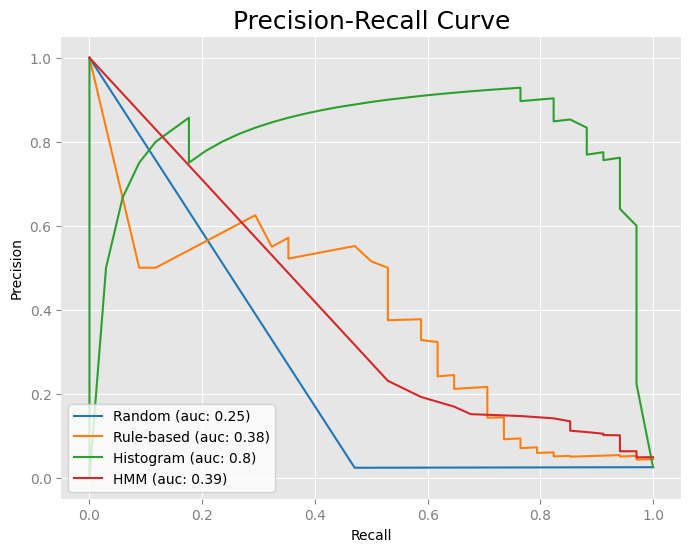 Precision-Recall Curve
Precision
1.0
0.8
0.6
0.4
0.2
0.0
Random (auc: 0.25)
Rule-based (auc: 0.38)
Histogram (auc: 0.8)
HMM (auc: 0.39)
0.0 0.2 0.4 0.6 0.8 1.0
Recall